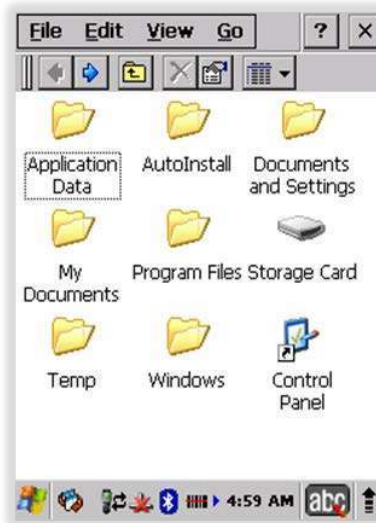 File Edit View Go ? ×
Application Data AutoInstall Documents and Settings
My Documents Program Files Storage Card
Temp Windows Control Panel
4:59 AM abc